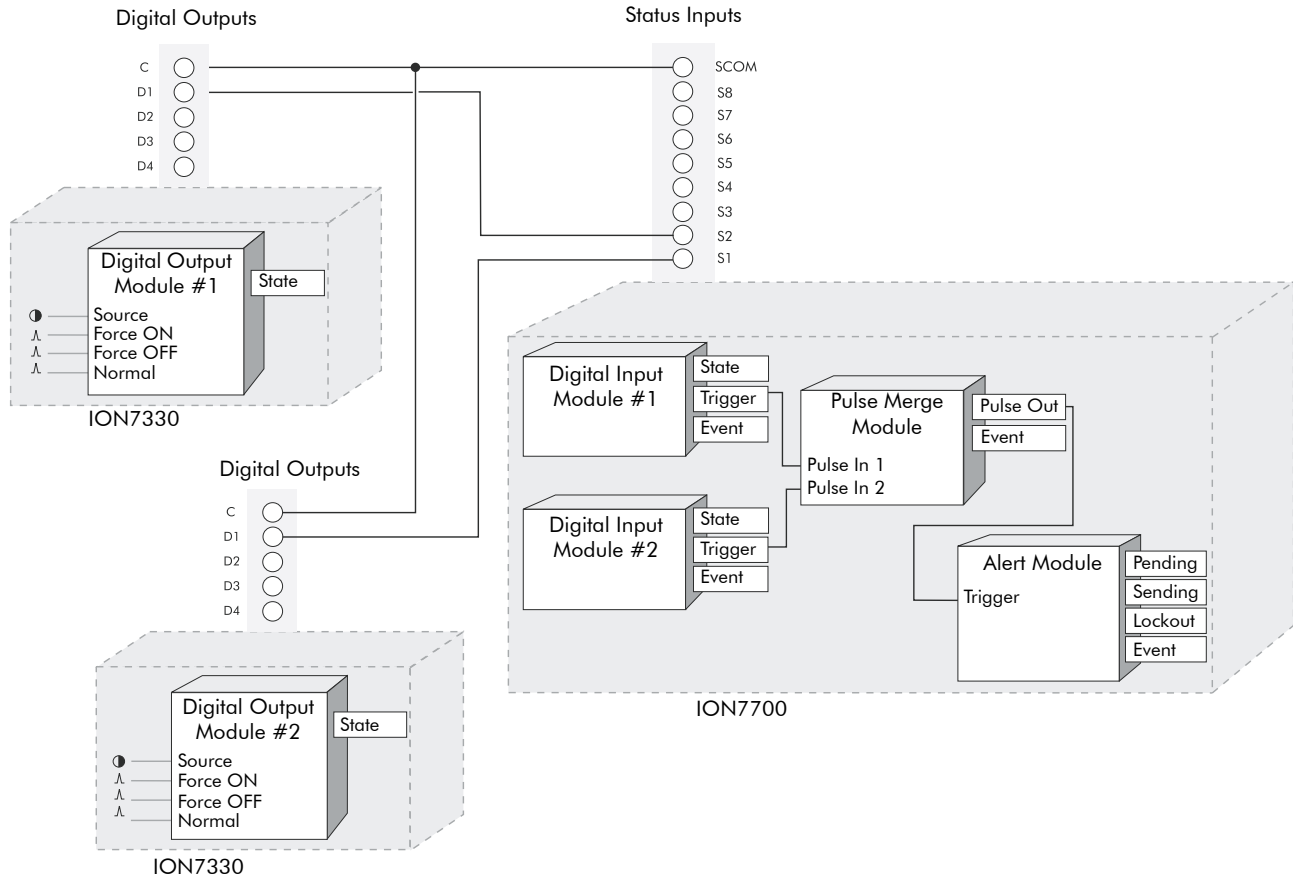 Digital Outputs
C
D1
D2
D3
D4
Digital Output
Module #1
State
Source
Force ON
Force OFF
Normal
ION7330
Digital Outputs
C
D1
D2
D3
D4
Digital Output
Module #2
State
Source
Force ON
Force OFF
Normal
ION7330
Status Inputs
SCOM
S8
S7
S6
S5
S4
S3
S2
S1
Digital Input
Module #1
State
Trigger
Event
Digital Input
Module #2
State
Trigger
Event
Pulse Merge
Module
Pulse In 1
Pulse In 2
Pulse Out
Event
Alert Module
Trigger
Pending
Sending
Lockout
Event
ION7700